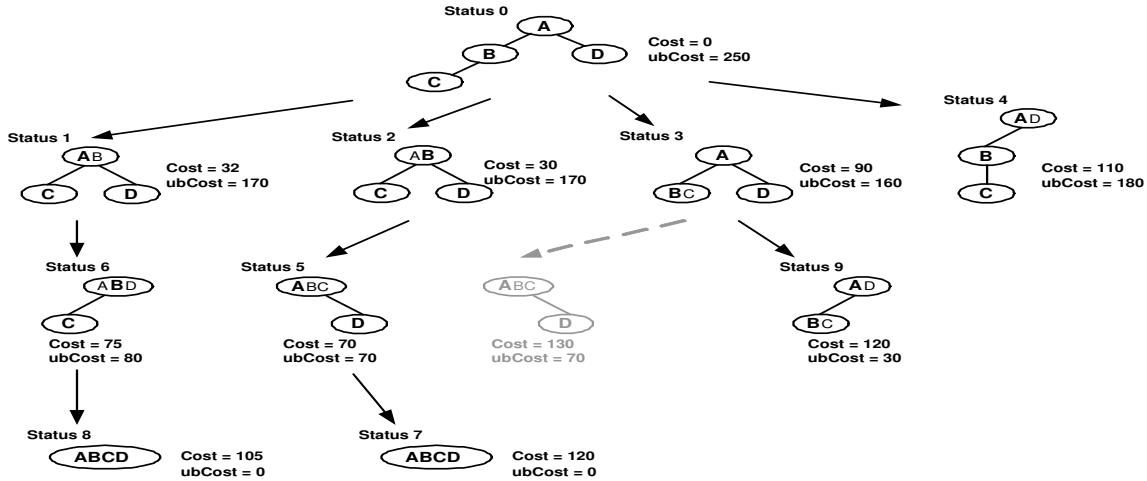 Status 0
A
B
D
C
Cost = 0
ubCost = 250
Status 1
AB
C
D
Cost = 32
ubCost = 170
Status 2
AB
C
D
Cost = 30
ubCost = 170
Status 3
A
BC
D
Cost = 90
ubCost = 160
Status 4
AD
B
C
Cost = 110
ubCost = 180
Status 6
ABD
C
Cost = 75
ubCost = 80
Status 5
ABC
D
Cost = 70
ubCost = 70
ABC
D
Cost = 130
ubCost = 70
Status 9
AD
BC
Cost = 120
ubCost = 30
Status 8
ABCD
Cost = 105
ubCost = 0
Status 7
ABCD
Cost = 120
ubCost = 0